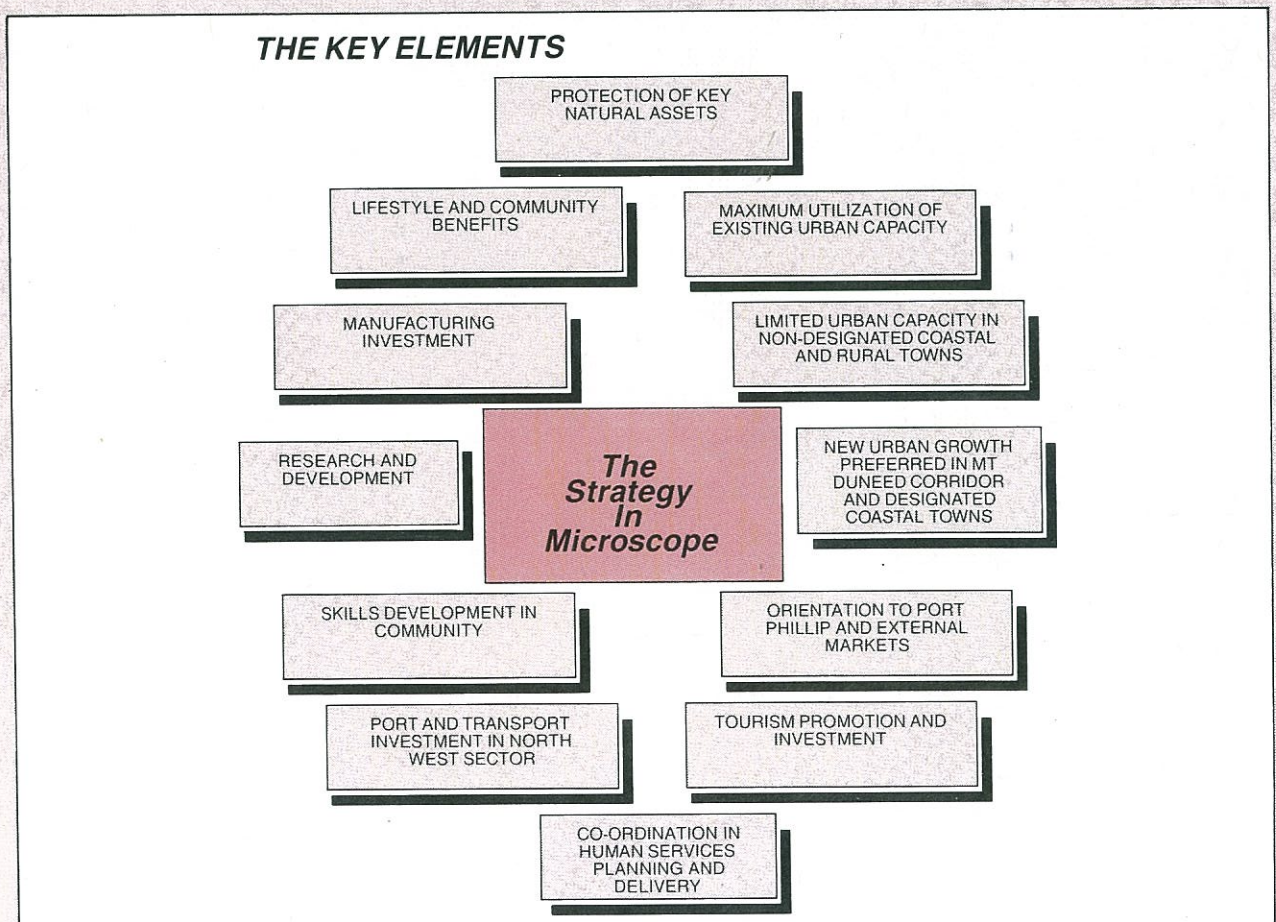 THE KEY ELEMENTS
PROTECTION OF KEY
NATURAL ASSETS
LIFESTYLE AND COMMUNITY
BENEFITS
MAXIMUM UTILIZATION OF
EXISTING URBAN CAPACITY
MANUFACTURING
INVESTMENT
LIMITED URBAN CAPACITY IN
NON-DESIGNATED COASTAL
AND RURAL TOWNS
RESEARCH AND
DEVELOPMENT
The
Strategy
In
Microscope
NEW URBAN GROWTH
PREFERRED IN MT
DUNEED CORRIDOR
AND DESIGNATED
COASTAL TOWNS
SKILLS DEVELOPMENT IN
COMMUNITY
ORIENTATION TO PORT
PHILLIP AND EXTERNAL
MARKETS
PORT AND TRANSPORT
INVESTMENT IN NORTH
WEST SECTOR
TOURISM PROMOTION AND
INVESTMENT
CO-ORDINATION IN
HUMAN SERVICES
PLANNING AND
DELIVERY